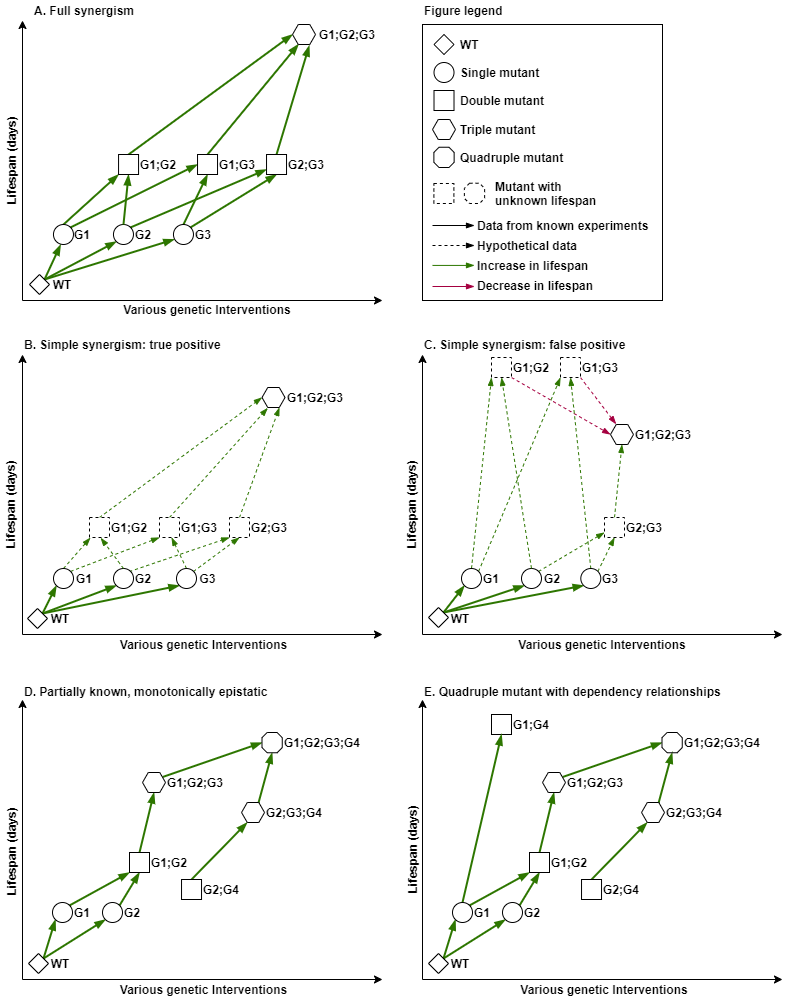 A. Full synergism
Lifespan (days)
G1;G2;G3
G1;G2
G1;G3
G2;G3
G1
G2
G3
WT
Various genetic Interventions
Figure legend
WT
Single mutant
Double mutant
Triple mutant
Quadruple mutant
Mutant with
unknown lifespan
Data from known experiments
Hypothetical data
Increase in lifespan
Decrease in lifespan
B. Simple synergism: true positive
Lifespan (days)
G1;G2;G3
G1;G2
G1;G3
G2;G3
G1
G2
G3
WT
Various genetic Interventions
C. Simple synergism: false positive
Lifespan (days)
G1;G2
G1;G3
G1;G2;G3
G2;G3
G1
G2
G3
WT
Various genetic Interventions
D. Partially known, monotonically epistatic
Lifespan (days)
G1;G2;G3;G4
G1;G2;G3
G2;G3;G4
G1;G2
G2;G4
G1
G2
WT
Various genetic Interventions
E. Quadruple mutant with dependency relationships
Lifespan (days)
G1;G4
G1;G2;G3;G4
G1;G2;G3
G2;G3;G4
G1;G2
G2;G4
G1
G2
WT
Various genetic Interventions